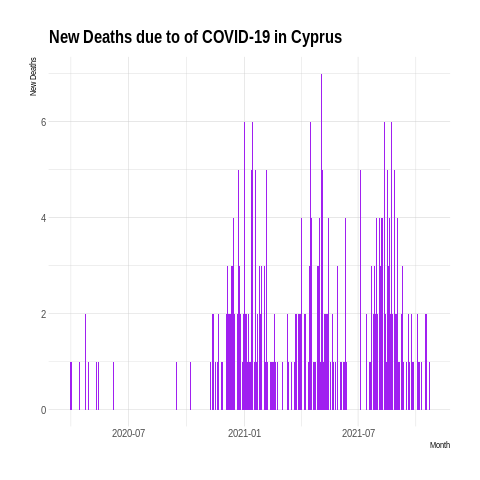 New Deaths due to of COVID-19 in Cyprus
New Deaths
6
4
2
0
2020-07
2021-01
2021-07
Month